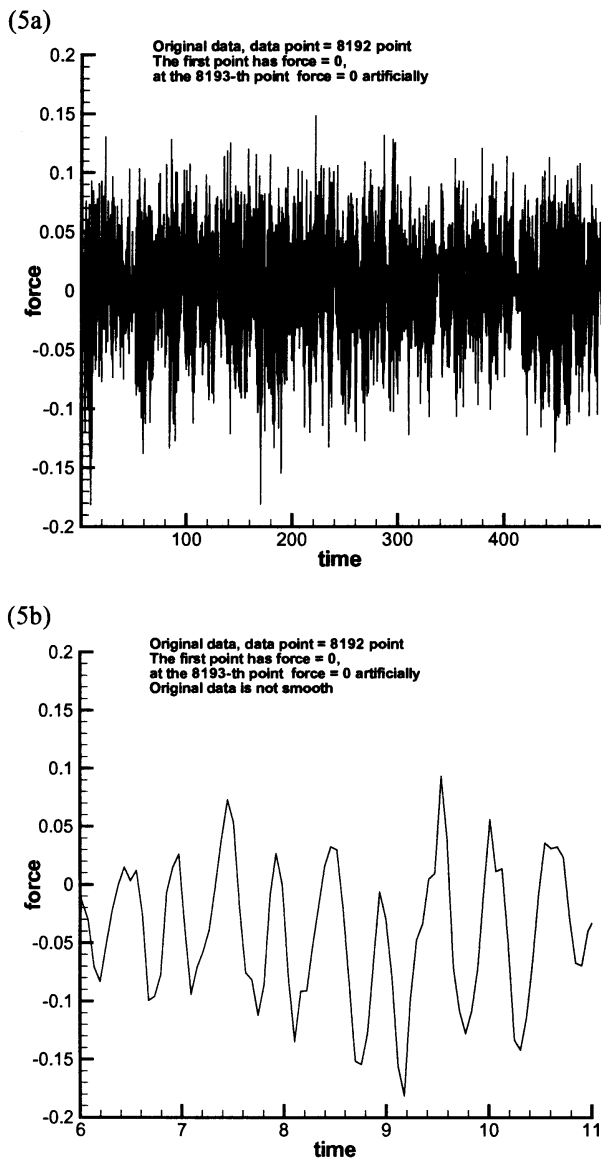 (5a)
Original data, data point = 8192 point
The first point has force = 0,
at the 8193-th point force = 0 artificially
0.2
0.15
0.1
0.05
0
-0.05
-0.1
-0.15
-0.2
force
100
200
300
400
time
(5b)
Original data, data point = 8192 point
The first point has force = 0,
at the 8193-th point force = 0 artificially
Original data is not smooth
0.2
0.15
0.1
0.05
0
-0.05
-0.1
-0.15
-0.2
force
6
7
8
9
10
11
time